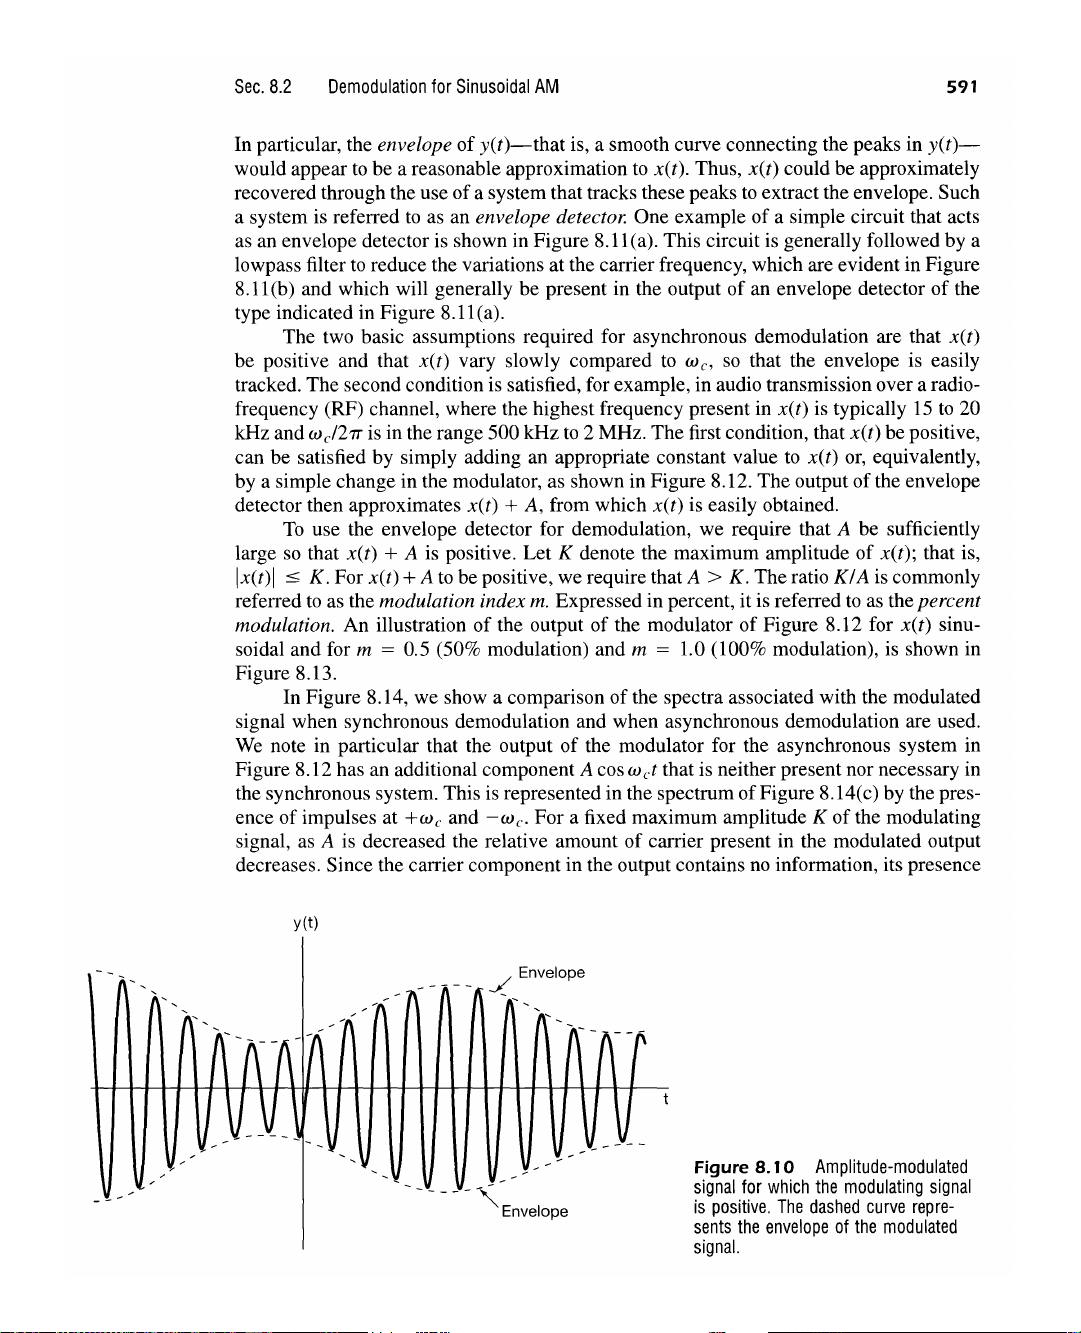 Sec. 8.2 Demodulation for Sinusoidal AM 591
In particular, the envelope of y(t)—that is, a smooth curve connecting the peaks in y(t)—
would appear to be a reasonable approximation to x(t). Thus, x(t) could be approximately
recovered through the use of a system that tracks these peaks to extract the envelope. Such
a system is referred to as an envelope detector. One example of a simple circuit that acts
as an envelope detector is shown in Figure 8.11(a). This circuit is generally followed by a
lowpass filter to reduce the variations at the carrier frequency, which are evident in Figure
8.11(b) and which will generally be present in the output of an envelope detector of the
type indicated in Figure 8.11(a).
The two basic assumptions required for asynchronous demodulation are that x(t)
be positive and that x(t) vary slowly compared to ωc, so that the envelope is easily
tracked. The second condition is satisfied, for example, in audio transmission over a radio-
frequency (RF) channel, where the highest frequency present in x(t) is typically 15 to 20
kHz and ωc/2π is in the range 500 kHz to 2 MHz. The first condition, that x(t) be positive,
can be satisfied by simply adding an appropriate constant value to x(t) or, equivalently,
by a simple change in the modulator, as shown in Figure 8.12. The output of the envelope
detector then approximates x(t) + A, from which x(t) is easily obtained.
To use the envelope detector for demodulation, we require that A be sufficiently
large so that x(t) + A is positive. Let K denote the maximum amplitude of x(t); that is,
|x(t)| ≤ K. For x(t) + A to be positive, we require that A > K. The ratio K/A is commonly
referred to as the modulation index m. Expressed in percent, it is referred to as the percent
modulation. An illustration of the output of the modulator of Figure 8.12 for x(t) sinu-
soidal and for m = 0.5 (50% modulation) and m = 1.0 (100% modulation), is shown in
Figure 8.13.
In Figure 8.14, we show a comparison of the spectra associated with the modulated
signal when synchronous demodulation and when asynchronous demodulation are used.
We note in particular that the output of the modulator for the asynchronous system in
Figure 8.12 has an additional component A cos ωct that is neither present nor necessary in
the synchronous system. This is represented in the spectrum of Figure 8.14(c) by the pres-
ence of impulses at +ωc and −ωc. For a fixed maximum amplitude K of the modulating
signal, as A is decreased the relative amount of carrier present in the modulated output
decreases. Since the carrier component in the output contains no information, its presence
y(t)
Envelope
t
Envelope
Figure 8.10 Amplitude-modulated
signal for which the modulating signal
is positive. The dashed curve repre-
sents the envelope of the modulated
signal.